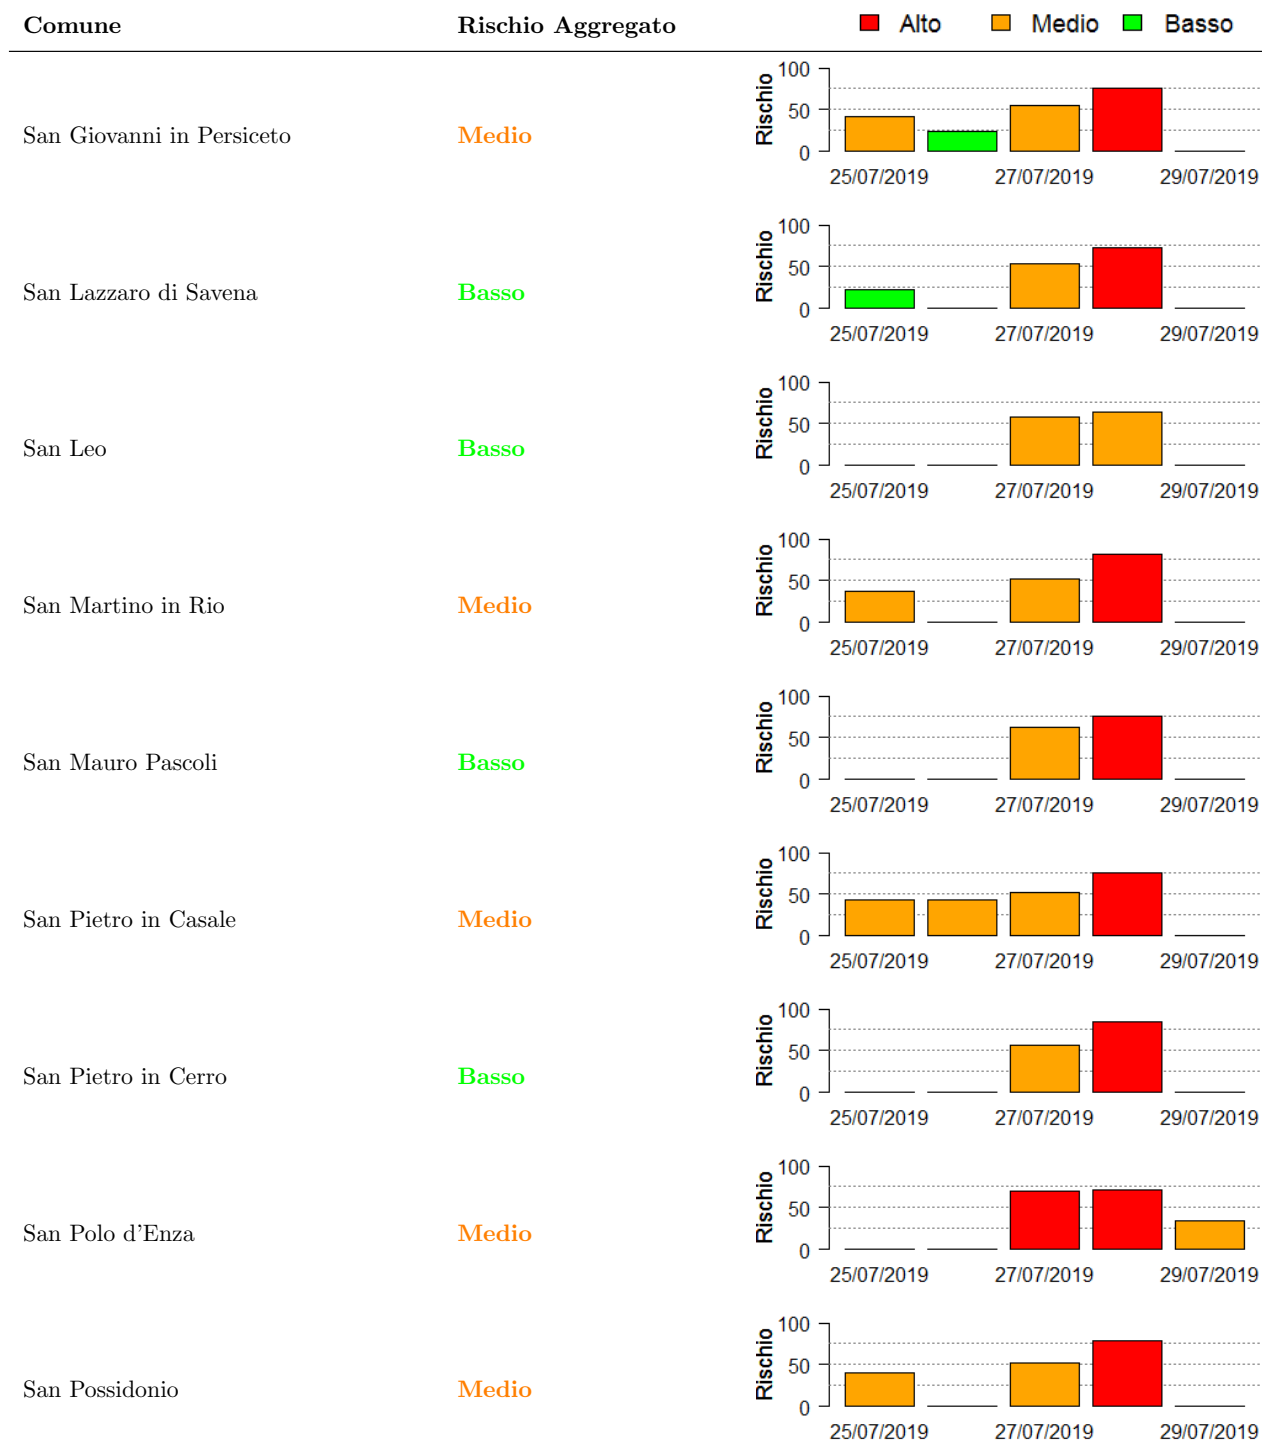 Comune Rischio Aggregato Alto Medio Basso
San Giovanni in Persiceto Medio Rischio 100 50 0
25/07/2019 27/07/2019 29/07/2019
San Lazzaro di Savena Basso Rischio 100 50 0
25/07/2019 27/07/2019 29/07/2019
San Leo Basso Rischio 100 50 0
25/07/2019 27/07/2019 29/07/2019
San Martino in Rio Medio Rischio 100 50 0
25/07/2019 27/07/2019 29/07/2019
San Mauro Pascoli Basso Rischio 100 50 0
25/07/2019 27/07/2019 29/07/2019
San Pietro in Casale Medio Rischio 100 50 0
25/07/2019 27/07/2019 29/07/2019
San Pietro in Cerro Basso Rischio 100 50 0
25/07/2019 27/07/2019 29/07/2019
San Polo d'Enza Medio Rischio 100 50 0
25/07/2019 27/07/2019 29/07/2019
San Possidonio Medio Rischio 100 50 0
25/07/2019 27/07/2019 29/07/2019